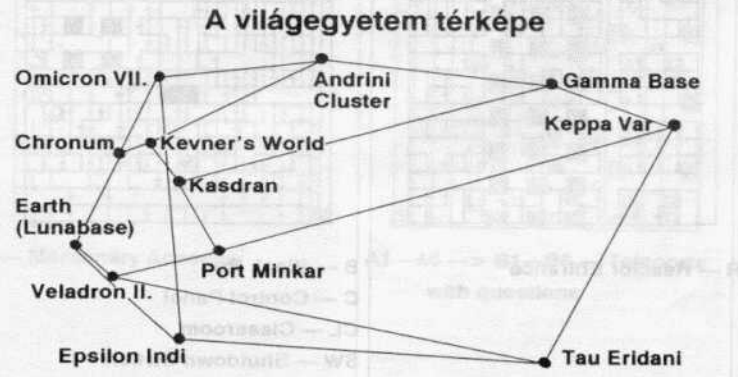 A világegyetem térképe
Omicron VII.
Andrini
Cluster
Gamma Base
Keppa Var
Chronum
Kevner's World
Kasdran
Earth
(Lunabase)
Port Minkar
Veladron II.
Epsilon Indi
Tau Eridani